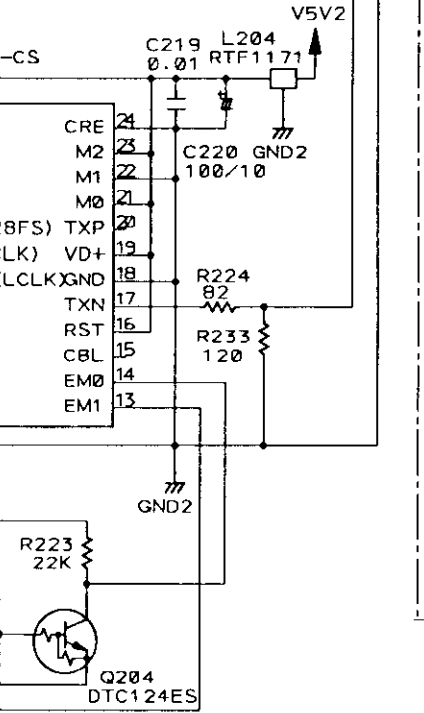 V5V2
C219
0.01
L204
RTF1171
-CS
CRE 24
M2 23
C220
100/10
GND2
M1 22
M0 21
28FS) TXP 20
CLK) VD+ 19
(LCLK)GND 18
R224
82
TXN 17
RST 16
R233
120
CBL 15
EM0 14
EM1 13
GND2
R223
22K
Q204
DTC124ES